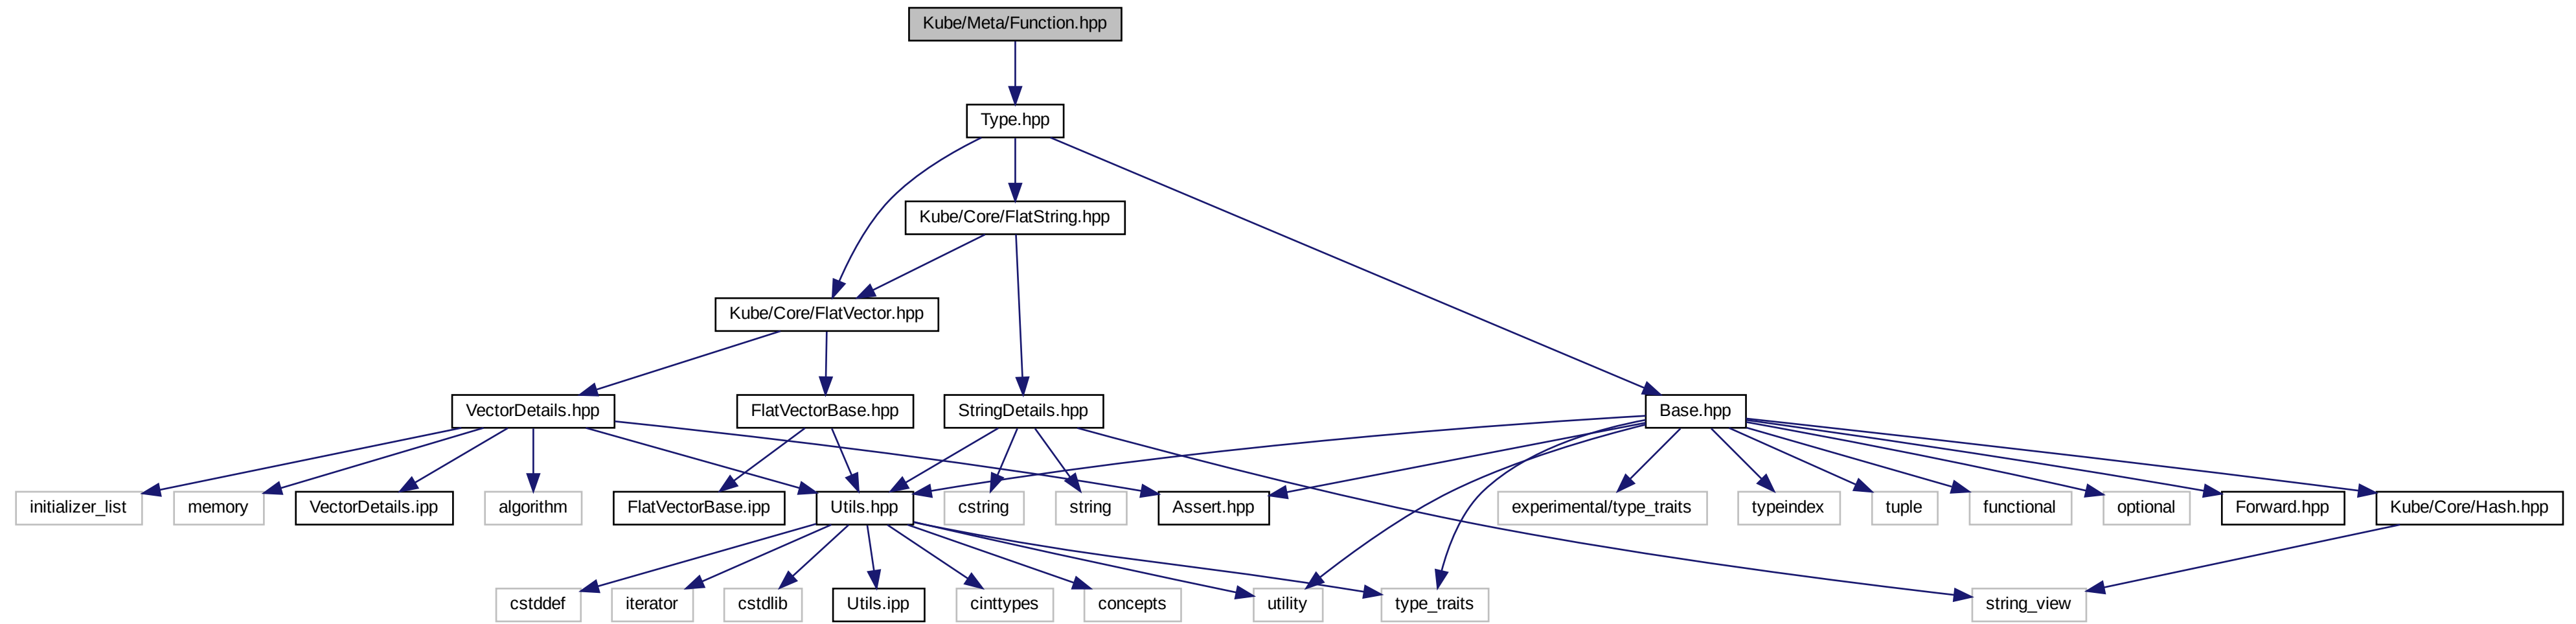 Kube/Meta/Function.hpp
Type.hpp
Kube/Core/FlatString.hpp
Kube/Core/FlatVector.hpp
VectorDetails.hpp
FlatVectorBase.hpp
StringDetails.hpp
Base.hpp
initializer_list
memory
VectorDetails.ipp
algorithm
FlatVectorBase.ipp
Utils.hpp
cstring
string
Assert.hpp
experimental/type_traits
typeindex
tuple
functional
optional
Forward.hpp
Kube/Core/Hash.hpp
cstddef
iterator
cstdlib
Utils.ipp
cinttypes
concepts
utility
type_traits
string_view